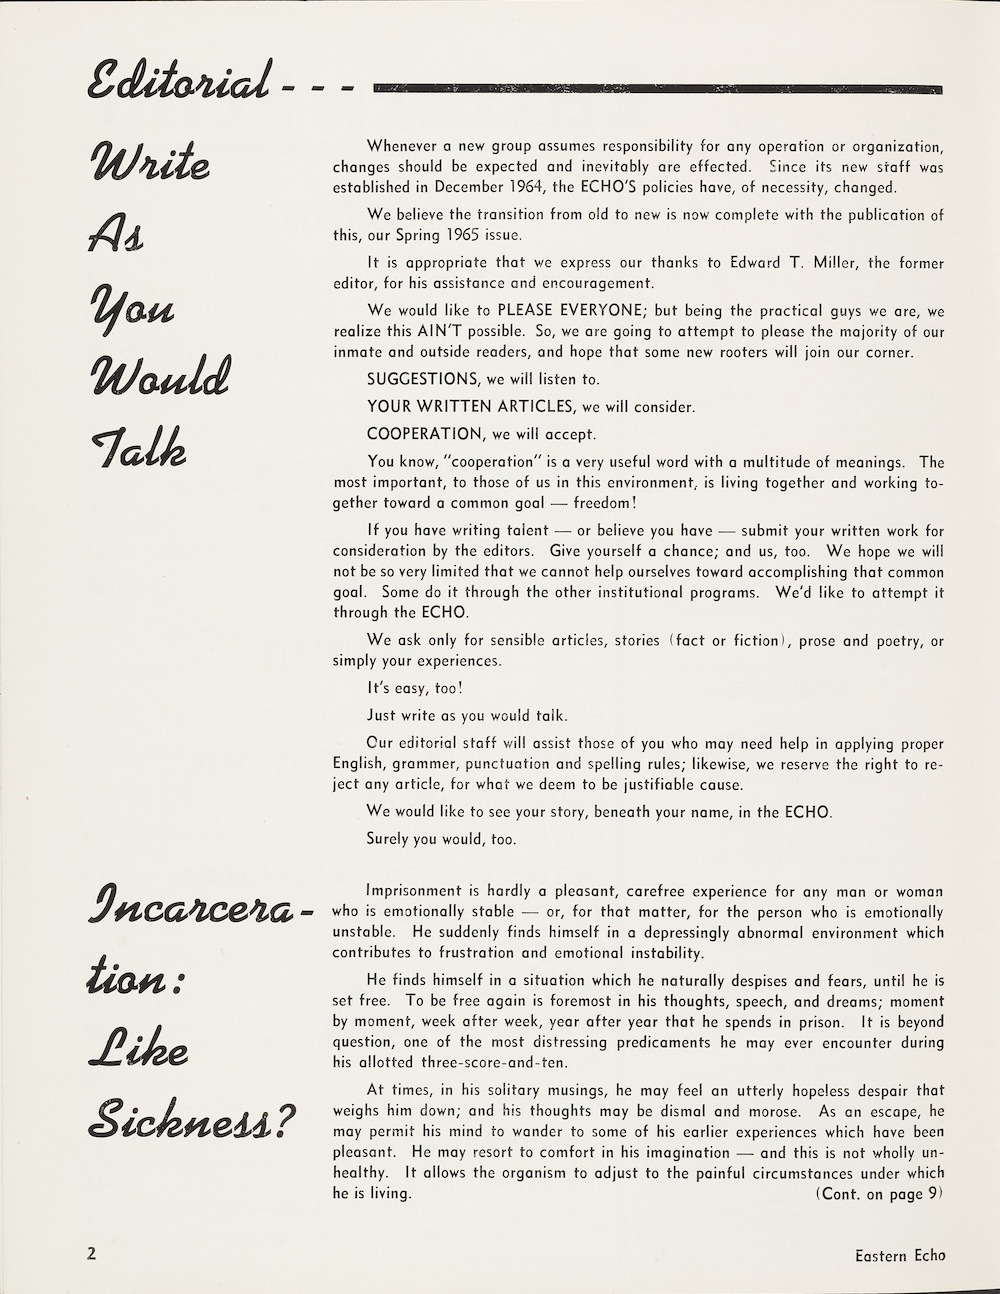 Editorial - - -
Write
As
You
Would
Talk
Whenever a new group assumes responsibility for any operation or organization,
changes should be expected and inevitably are effected. Since its new staff was
established in December 1964, the ECHO'S policies have, of necessity, changed.
We believe the transition from old to new is now complete with the publication of
this, our Spring 1965 issue.
It is appropriate that we express our thanks to Edward T. Miller, the former
editor, for his assistance and encouragement.
We would like to PLEASE EVERYONE; but being the practical guys we are, we
realize this AIN'T possible. So, we are going to attempt to please the majority of our
inmate and outside readers, and hope that some new rooters will join our corner.
SUGGESTIONS, we will listen to.
YOUR WRITTEN ARTICLES, we will consider.
COOPERATION, we will accept.
You know, "cooperation" is a very useful word with a multitude of meanings. The
most important, to those of us in this environment, is living together and working to-
gether toward a common goal — freedom!
If you have writing talent — or believe you have — submit your written work for
consideration by the editors. Give yourself a chance; and us, too. We hope we will
not be so very limited that we cannot help ourselves toward accomplishing that common
goal. Some do it through the other institutional programs. We'd like to attempt it
through the ECHO.
We ask only for sensible articles, stories (fact or fiction), prose and poetry, or
simply your experiences.
It's easy, too!
Just write as you would talk.
Our editorial staff will assist those of you who may need help in applying proper
English, grammer, punctuation and spelling rules; likewise, we reserve the right to re-
ject any article, for what we deem to be justifiable cause.
We would like to see your story, beneath your name, in the ECHO.
Surely you would, too.
Incarcera-
tion:
Like
Sickness?
Imprisonment is hardly a pleasant, carefree experience for any man or woman
who is emotionally stable — or, for that matter, for the person who is emotionally
unstable. He suddenly finds himself in a depressingly abnormal environment which
contributes to frustration and emotional instability.
He finds himself in a situation which he naturally despises and fears, until he is
set free. To be free again is foremost in his thoughts, speech, and dreams; moment
by moment, week after week, year after year that he spends in prison. It is beyond
question, one of the most distressing predicaments he may ever encounter during
his allotted three-score-and-ten.
At times, in his solitary musings, he may feel an utterly hopeless despair that
weighs him down; and his thoughts may be dismal and morose. As an escape, he
may permit his mind to wander to some of his earlier experiences which have been
pleasant. He may resort to comfort in his imagination — and this is not wholly un-
healthy. It allows the organism to adjust to the painful circumstances under which
he is living. (Cont. on page 9)
2 Eastern Echo